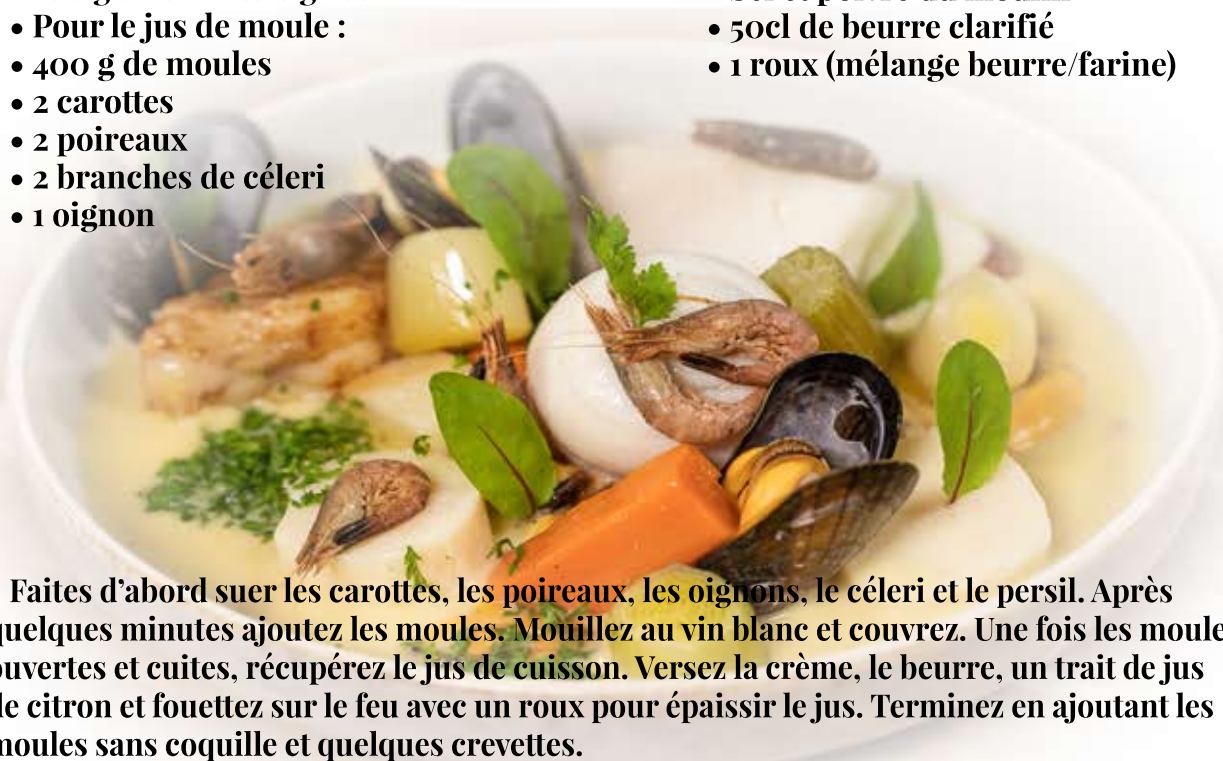 • Pour le jus de moule :
• 400 g de moules
• 2 carottes
• 2 poireaux
• 2 branches de céleri
• 1 oignon
• 50cl de beurre clarifié
• 1 roux (mélange beurre/farine)
Faites d’abord suer les carottes, les poireaux, les oignons, le céleri et le persil. Après
quelques minutes ajoutez les moules. Mouillez au vin blanc et couvrez. Une fois les moule
ouvertes et cuites, récupérez le jus de cuisson. Versez la crème, le beurre, un trait de jus
de citron et fouettez sur le feu avec un roux pour épaissir le jus. Terminez en ajoutant les
moules sans coquille et quelques crevettes.